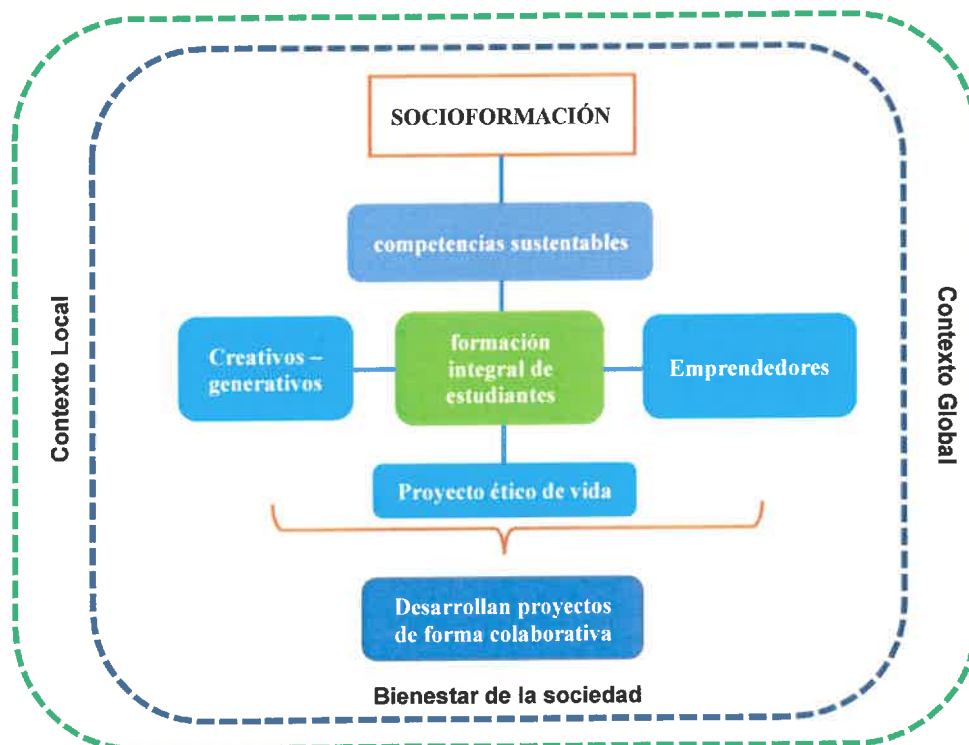 SOCIOFORMACIÓN
competencias sustentables
Contexto Local
Creativos –
generativos
formación
integral de
estudiantes
Emprendedores
Contexto Global
Proyecto ético de vida
Desarrollan proyectos
de forma colaborativa
Bienestar de la sociedad